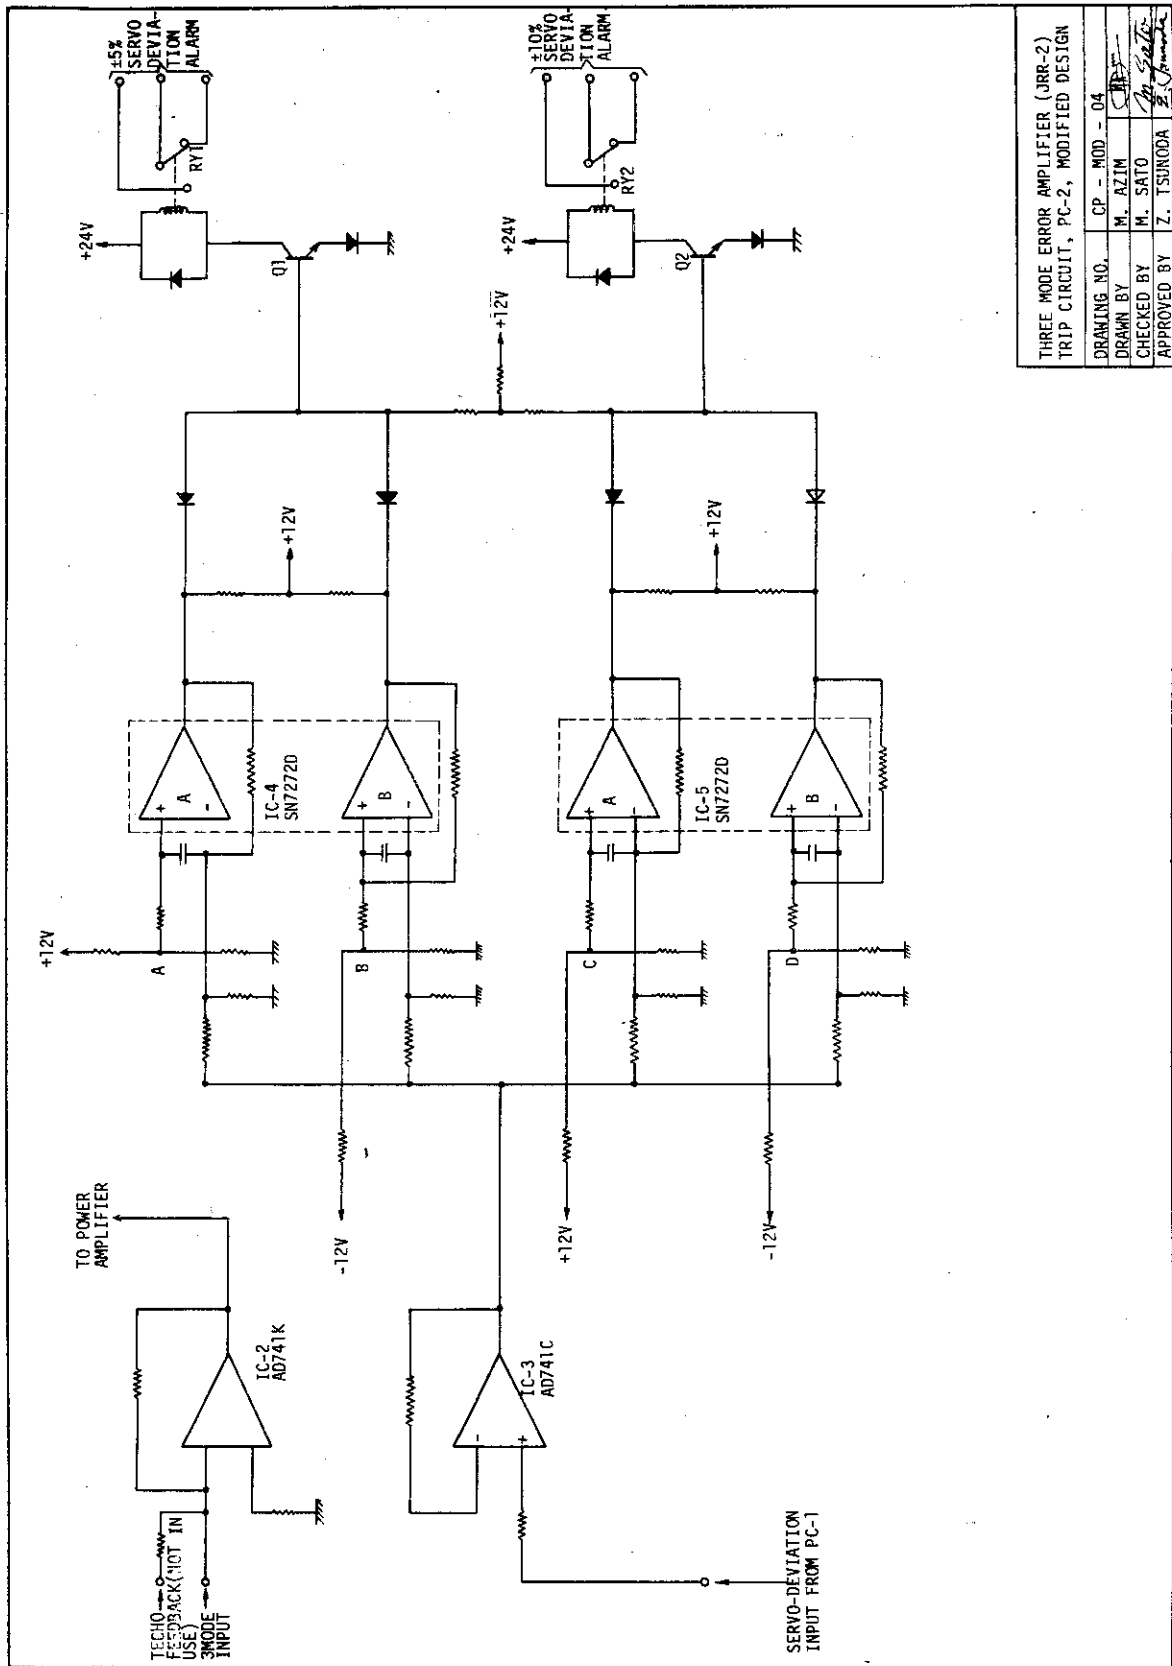 TECHO
FEEDBACK(NOT IN
USE)
3MODE
INPUT
TO POWER
AMPLIFIER
IC-2
AD741K
SERVO-DEVIATION
INPUT FROM PC-1
-
+
IC-3
AD741C
+12V
A
-12V
B
+12V
C
-12V
D
+
-
A
IC-4
SN7272D
+
-
B
+
-
A
IC-5
SN7272D
+
-
B
+12V
+12V
+12V
+24V
Q1
RY1
±5%
SERVO
DEVIA-
TION
ALARM
+24V
Q2
RY2
±10%
SERVO
DEVIA-
TION
ALARM
THREE MODE ERROR AMPLIFIER (JRR-2)
TRIP CIRCUIT, PC-2, MODIFIED DESIGN
DRAWING NO. CP - MOD - 04
DRAWN BY M. AZIM
CHECKED BY M. SATO M. Sato
APPROVED BY Z. TSUNODA Z. Tsunoda